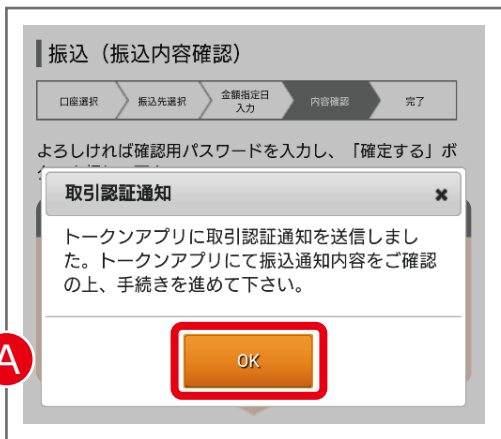 振込（振込内容確認）
口座選択
振込先選択
金額指定日
入力
内容確認
完了
よろしければ確認用パスワードを入力し、「確定する」ボ
取引認証通知
トークンアプリに取引認証通知を送信しまし
た。トークンアプリにて振込通知内容をご確認
の上、手続きを進めて下さい。
A
OK